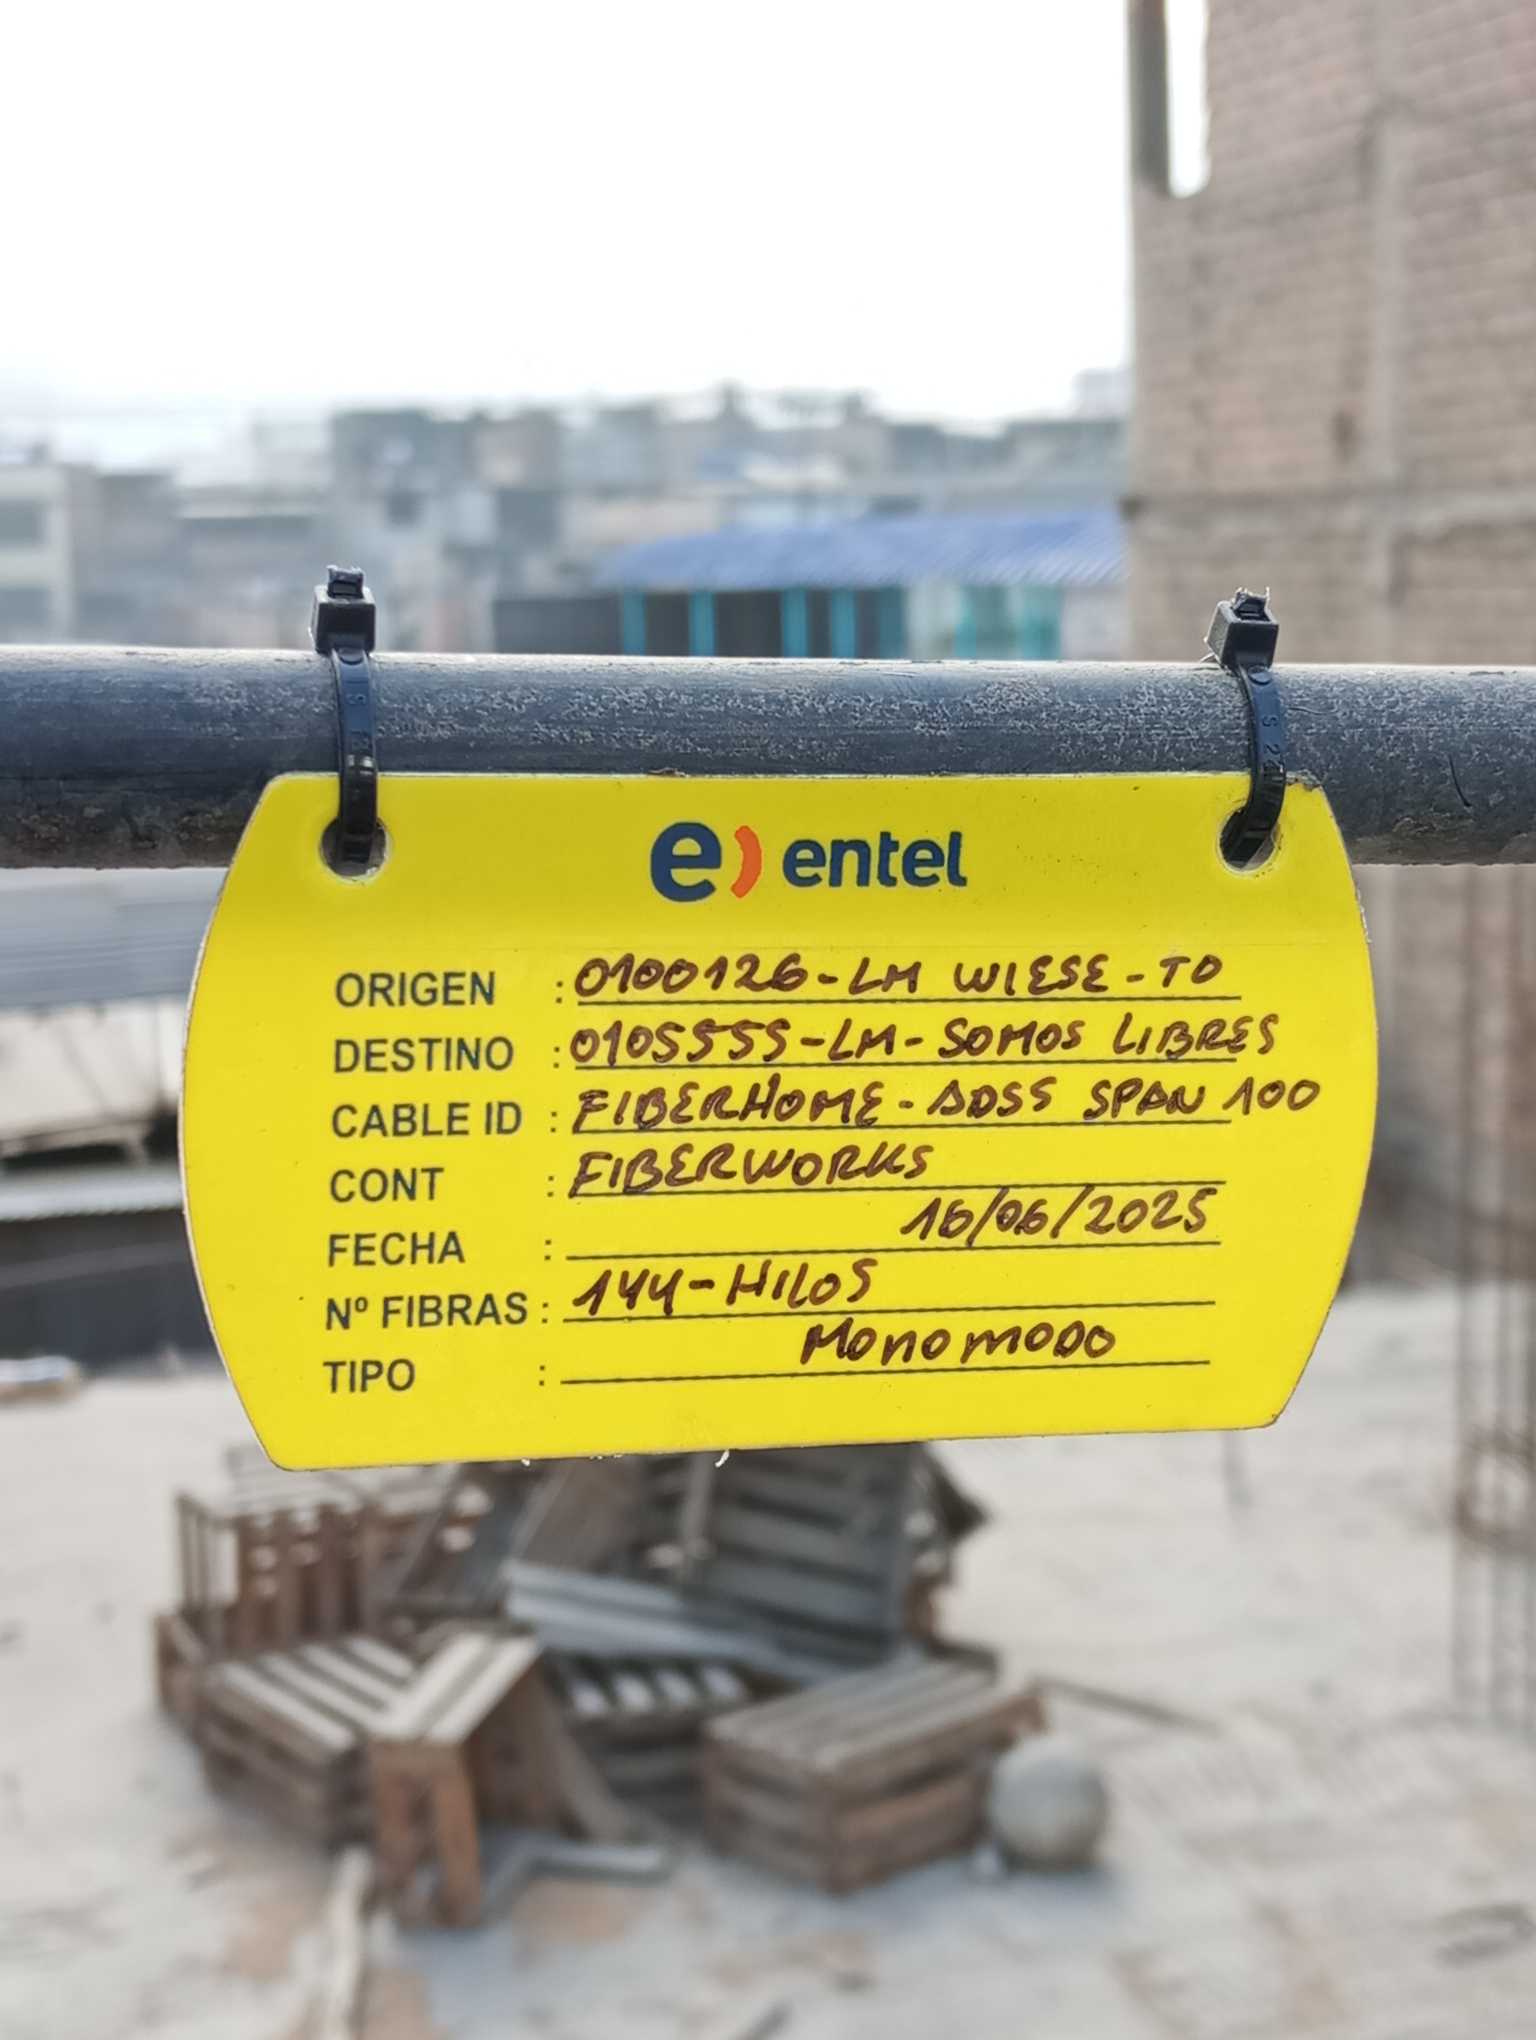 e) entel
ORIGEN : 0100126-LM WIESE-TO
DESTINO : 0105555-LM-SOMOS LIBRES
CABLE ID : FIBERHOME-ADSS SPAN 100
CONT : FIBERWORKS
FECHA : 16/06/2025
Nº FIBRAS : 144-HILOS
TIPO : MONOMODO